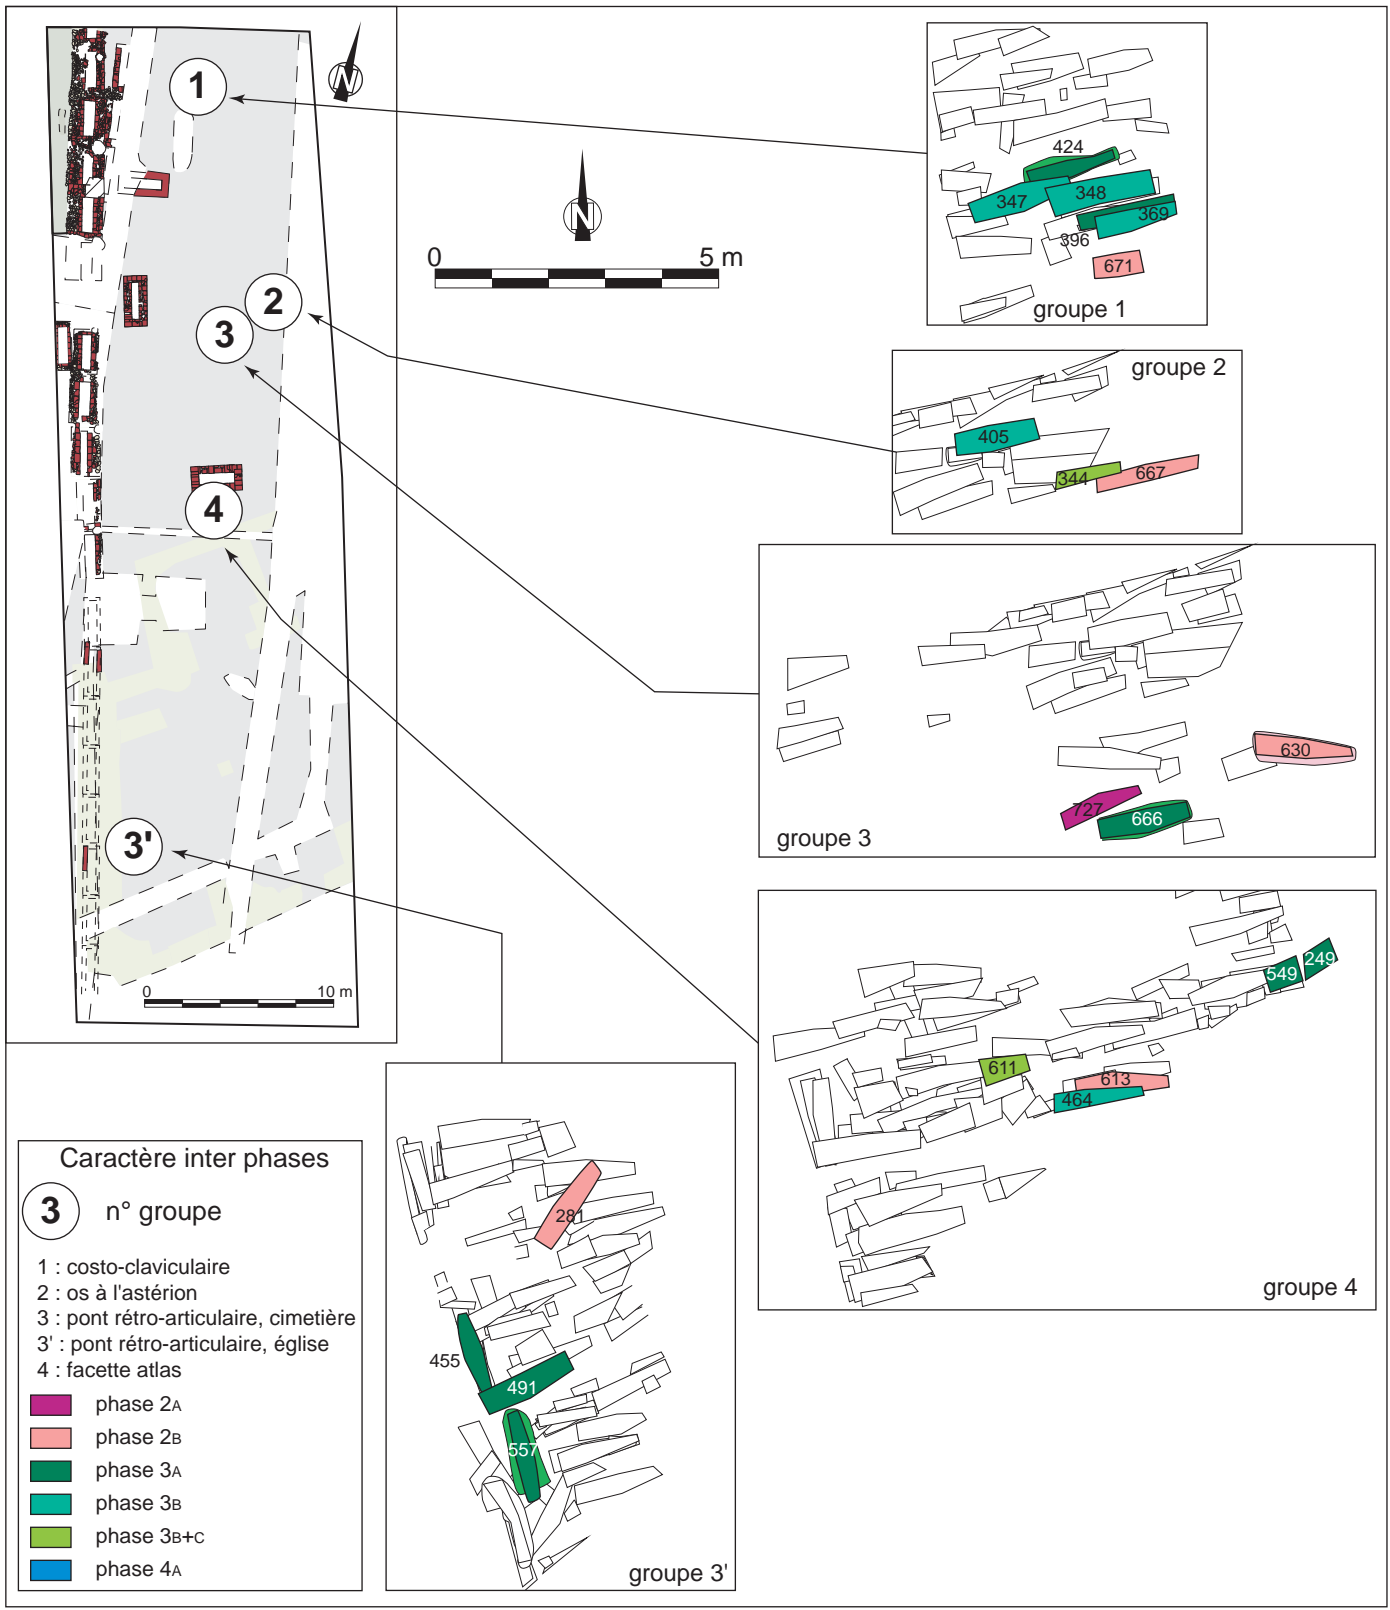 1
N
2
3
4
3'
0 10 m
N
0 5 m
424
347
348
369
396
671
groupe 1
groupe 2
405
344
667
630
727
666
groupe 3
249
549
611
613
464
groupe 4
281
455
491
557
groupe 3'
Caractère inter phases
3 n° groupe
1 : costo-claviculaire
2 : os à l'astérion
3 : pont rétro-articulaire, cimetière
3' : pont rétro-articulaire, église
4 : facette atlas
phase 2A
phase 2B
phase 3A
phase 3B
phase 3B+C
phase 4A